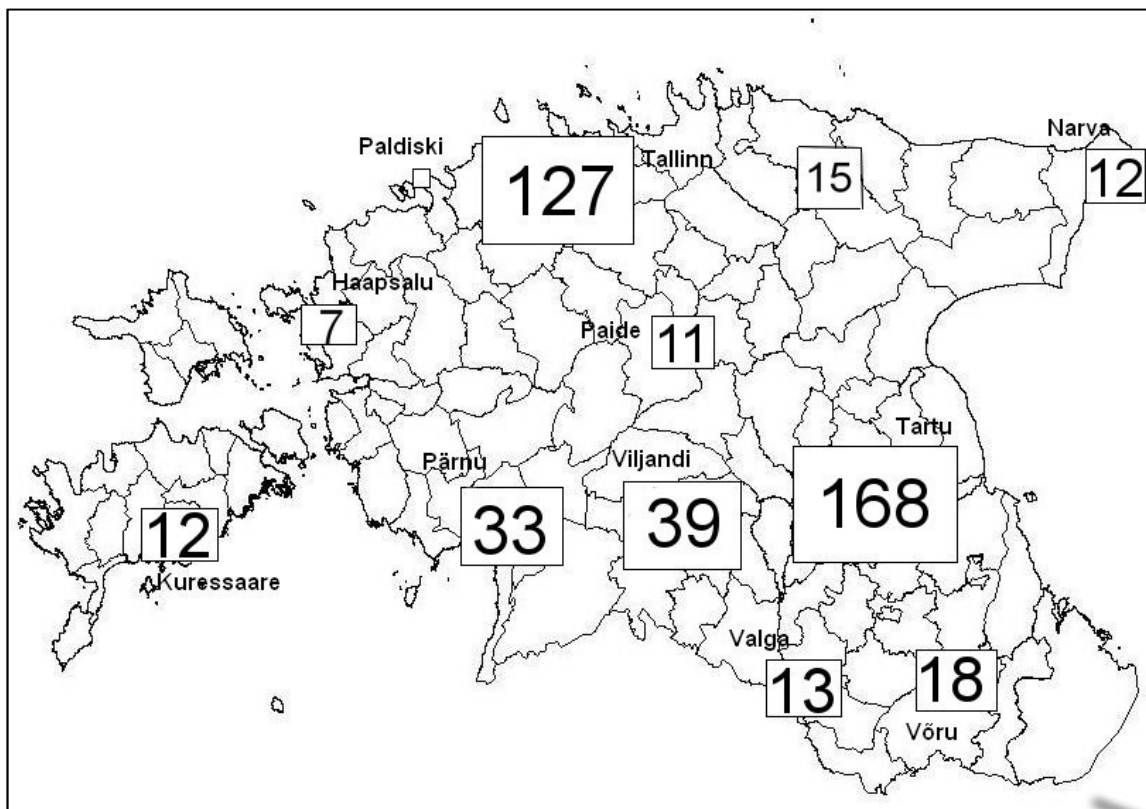 Narva
Paldiski
Tallinn
127
15
12
Haapsalu
7
Paide
11
Tartu
Pärnu
Viljandi
168
33
39
12
Kuressaare
Valga
13
18
Võru